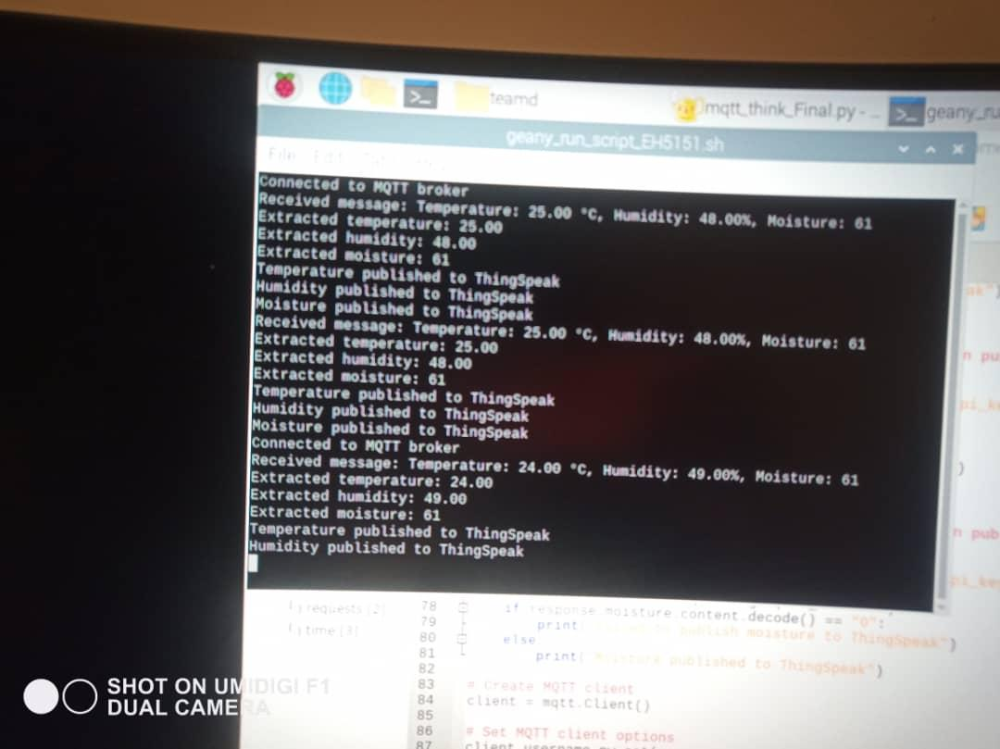 teamd
mqtt_think_Final.py - ...
geany_ru
geany_run_script_EH5151.sh
File Edit
Connected to MQTT broker
Received message: Temperature: 25.00 °C, Humidity: 48.00%, Moisture: 61
Extracted temperature: 25.00
Extracted humidity: 48.00
Extracted moisture: 61
Temperature published to ThingSpeak
Humidity published to ThingSpeak
Moisture published to ThingSpeak
Received message: Temperature: 25.00 °C, Humidity: 48.00%, Moisture: 61
Extracted temperature: 25.00
Extracted humidity: 48.00
Extracted moisture: 61
Temperature published to ThingSpeak
Humidity published to ThingSpeak
Moisture published to ThingSpeak
Connected to MQTT broker
Received message: Temperature: 24.00 °C, Humidity: 49.00%, Moisture: 61
Extracted temperature: 24.00
Extracted humidity: 49.00
Extracted moisture: 61
Temperature published to ThingSpeak
Humidity published to ThingSpeak
ak")
n pu
pi_k
)
n pub
pi_key
requests [2]
time [3]
78 if response_moisture.content.decode() == "0":
79 print( to publish moisture to ThingSpeak")
80 else
81 print("Moisture published to ThingSpeak")
82
83 # Create MQTT client
84 client = mqtt.Client()
85
86 # Set MQTT client options
87
SHOT ON UMIDIGI F1
DUAL CAMERA